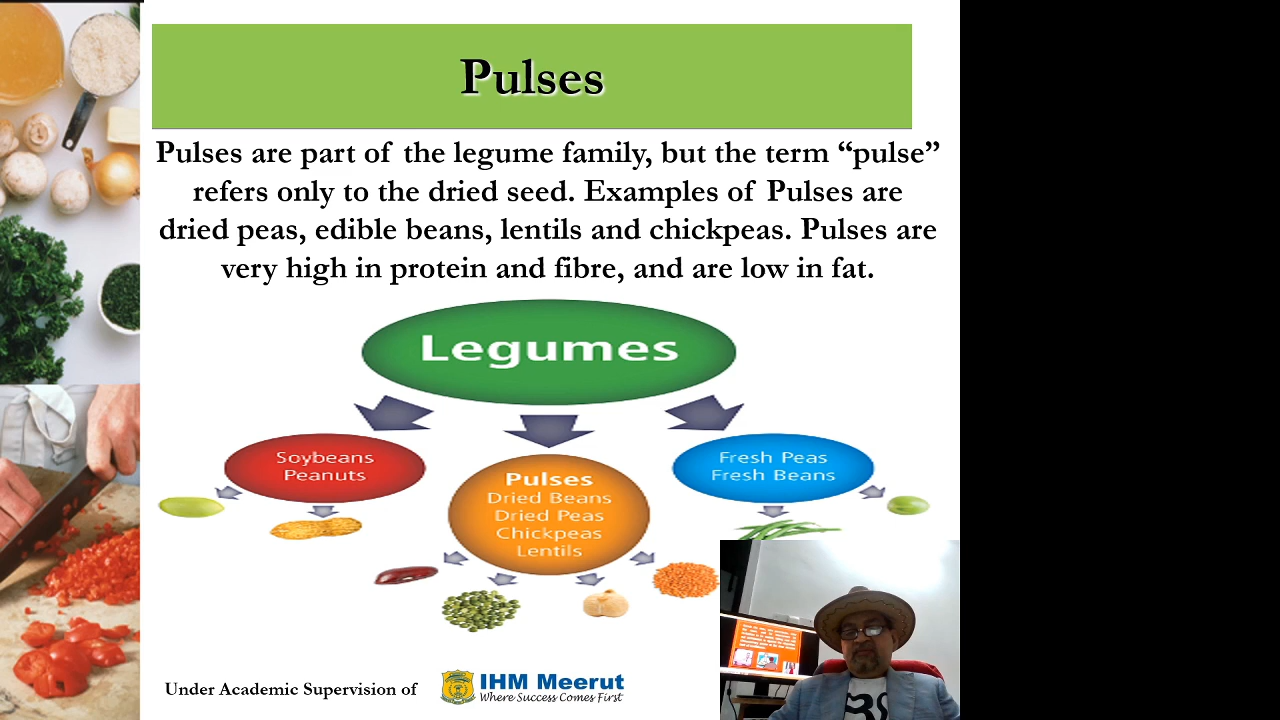 Pulses
Pulses are part of the legume family, but the term “pulse”
refers only to the dried seed. Examples of Pulses are
dried peas, edible beans, lentils and chickpeas. Pulses are
very high in protein and fibre, and are low in fat.
Legumes
Soybeans
Peanuts
Pulses
Dried Beans
Dried Peas
Chickpeas
Lentils
Fresh Peas
Fresh Beans
Under Academic Supervision of
IHM Meerut
Where Success Comes First